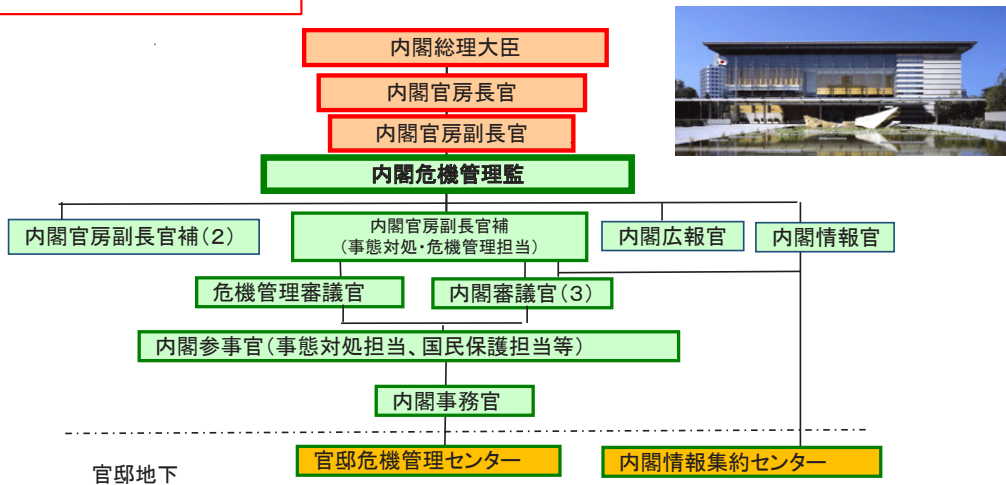 内閣総理大臣
内閣官房長官
内閣官房副長官
内閣危機管理監
内閣官房副長官補(2)
内閣官房副長官補
(事態対処・危機管理担当)
内閣広報官
内閣情報官
危機管理審議官
内閣審議官(3)
内閣参事官(事態対処担当、国民保護担当等)
内閣事務官
官邸地下
官邸危機管理センター
内閣情報集約センター